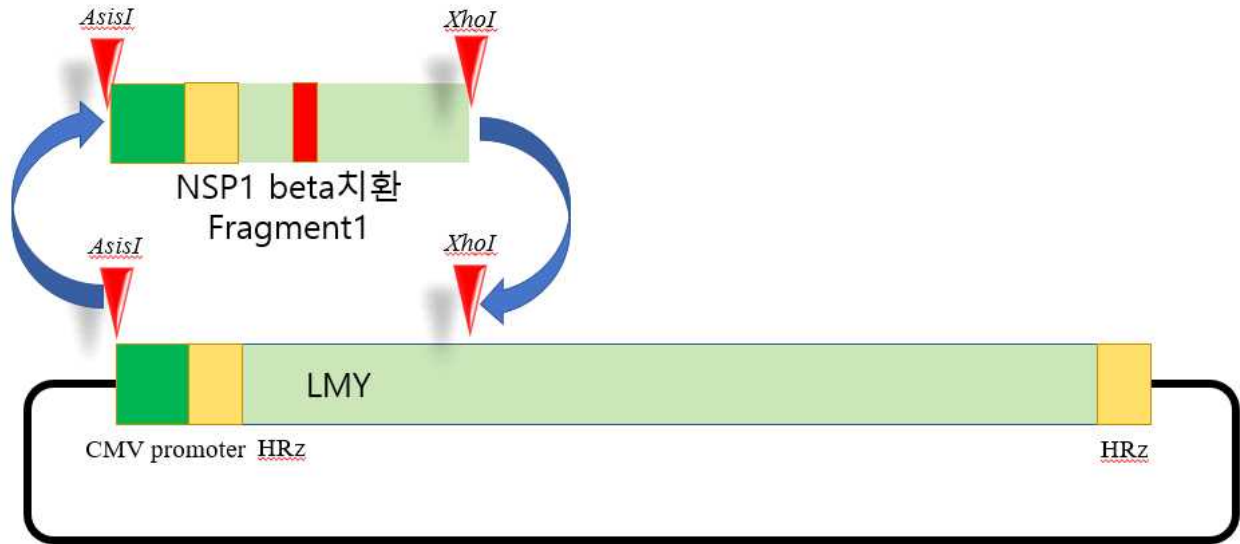 AsisI
XhoI
NSP1 beta치환
Fragment1
AsisI
XhoI
LMY
CMV promoter
HRz
HRz